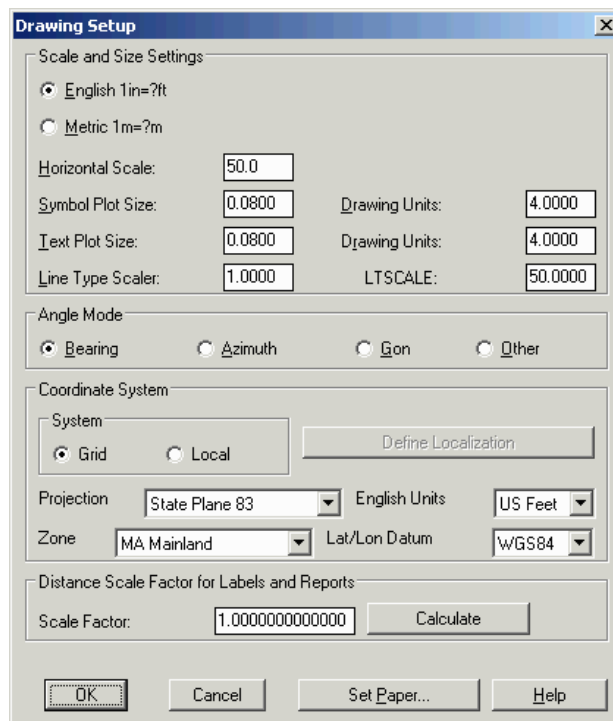 Drawing Setup
Scale and Size Settings
English 1in=?ft
Metric 1m=?m
Horizontal Scale: 50.0
Symbol Plot Size: 0.0800 Drawing Units: 4.0000
Text Plot Size: 0.0800 Drawing Units: 4.0000
Line Type Scaler: 1.0000 LTSCALE: 50.0000
Angle Mode
Bearing Azimuth Gon Other
Coordinate System
System
Grid Local Define Localization
Projection State Plane 83 English Units US Feet
Zone MA Mainland Lat/Lon Datum WGS84
Distance Scale Factor for Labels and Reports
Scale Factor: 1.0000000000000 Calculate
OK Cancel Set Paper... Help